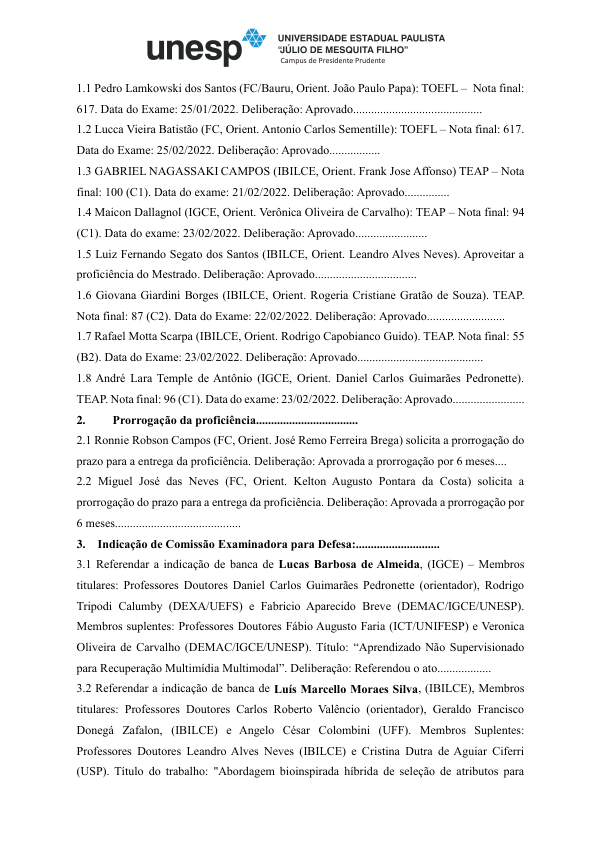 unesp
UNIVERSIDADE ESTADUAL PAULISTA
“JÚLIO DE MESQUITA FILHO”
Campus de Presidente Prudente
1.1 Pedro Lamkowski dos Santos (FC/Bauru, Orient. João Paulo Papa): TOEFL – Nota final:
617. Data do Exame: 25/01/2022. Deliberação: Aprovado...........................................
1.2 Lucca Vieira Batistão (FC, Orient. Antonio Carlos Sementille): TOEFL – Nota final: 617.
Data do Exame: 25/02/2022. Deliberação: Aprovado.................
1.3 GABRIEL NAGASSAKI CAMPOS (IBILCE, Orient. Frank Jose Affonso) TEAP – Nota
final: 100 (C1). Data do exame: 21/02/2022. Deliberação: Aprovado...............
1.4 Maicon Dallagnol (IGCE, Orient. Verônica Oliveira de Carvalho): TEAP – Nota final: 94
(C1). Data do exame: 23/02/2022. Deliberação: Aprovado........................
1.5 Luiz Fernando Segato dos Santos (IBILCE, Orient. Leandro Alves Neves). Aproveitar a
proficiência do Mestrado. Deliberação: Aprovado..................................
1.6 Giovana Giardini Borges (IBILCE, Orient. Rogeria Cristiane Gratão de Souza). TEAP.
Nota final: 87 (C2). Data do Exame: 22/02/2022. Deliberação: Aprovado..........................
1.7 Rafael Motta Scarpa (IBILCE, Orient. Rodrigo Capobianco Guido). TEAP. Nota final: 55
(B2). Data do Exame: 23/02/2022. Deliberação: Aprovado..........................................
1.8 André Lara Temple de Antônio (IGCE, Orient. Daniel Carlos Guimarães Pedronette).
TEAP. Nota final: 96 (C1). Data do exame: 23/02/2022. Deliberação: Aprovado........................
2. Prorrogação da proficiência..................................
2.1 Ronnie Robson Campos (FC, Orient. José Remo Ferreira Brega) solicita a prorrogação do
prazo para a entrega da proficiência. Deliberação: Aprovada a prorrogação por 6 meses....
2.2 Miguel José das Neves (FC, Orient. Kelton Augusto Pontara da Costa) solicita a
prorrogação do prazo para a entrega da proficiência. Deliberação: Aprovada a prorrogação por
6 meses..........................................
3. Indicação de Comissão Examinadora para Defesa:............................
3.1 Referendar a indicação de banca de Lucas Barbosa de Almeida, (IGCE) – Membros
titulares: Professores Doutores Daniel Carlos Guimarães Pedronette (orientador), Rodrigo
Tripodi Calumby (DEXA/UEFS) e Fabricio Aparecido Breve (DEMAC/IGCE/UNESP).
Membros suplentes: Professores Doutores Fábio Augusto Faria (ICT/UNIFESP) e Veronica
Oliveira de Carvalho (DEMAC/IGCE/UNESP). Título: “Aprendizado Não Supervisionado
para Recuperação Multimídia Multimodal”. Deliberação: Referendou o ato..................
3.2 Referendar a indicação de banca de Luís Marcello Moraes Silva, (IBILCE), Membros
titulares: Professores Doutores Carlos Roberto Valêncio (orientador), Geraldo Francisco
Donegá Zafalon, (IBILCE) e Angelo César Colombini (UFF). Membros Suplentes:
Professores Doutores Leandro Alves Neves (IBILCE) e Cristina Dutra de Aguiar Ciferri
(USP). Título do trabalho: "Abordagem bioinspirada híbrida de seleção de atributos para